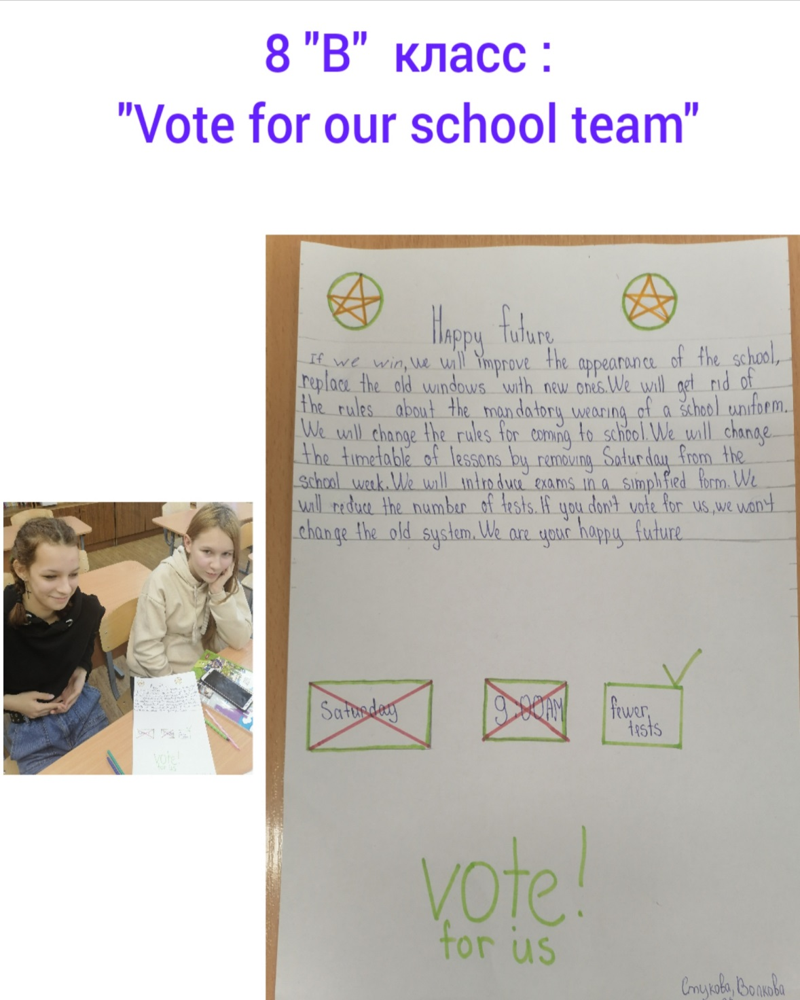 8 "В" класс :
"Vote for our school team"
Happy future
If we win, we will improve the appearance of the school,
replace the old windows with new ones. We will get rid of
the rules about the mandatory wearing of a school uniform.
We will change the rules for coming to school. We will change
the timetable of lessons by removing Saturday from the
school week. We will introduce exams in a simplified form. We
will reduce the number of tests. If you don't vote for us, we won't
change the old system. We are your happy future
Saturday
9:00AM
fewer
tests
vote!
for us
Стукова, Волкова